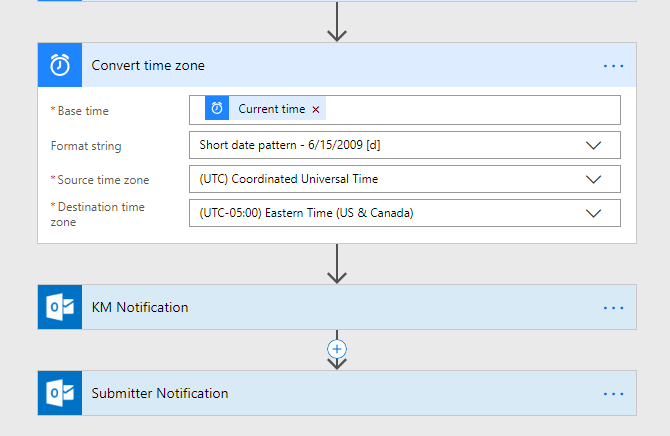 Convert time zone
...
* Base time
Current time ×
Format string
Short date pattern - 6/15/2009 [d]
* Source time zone
(UTC) Coordinated Universal Time
* Destination time
zone
(UTC-05:00) Eastern Time (US & Canada)
KM Notification
...
Submitter Notification
...